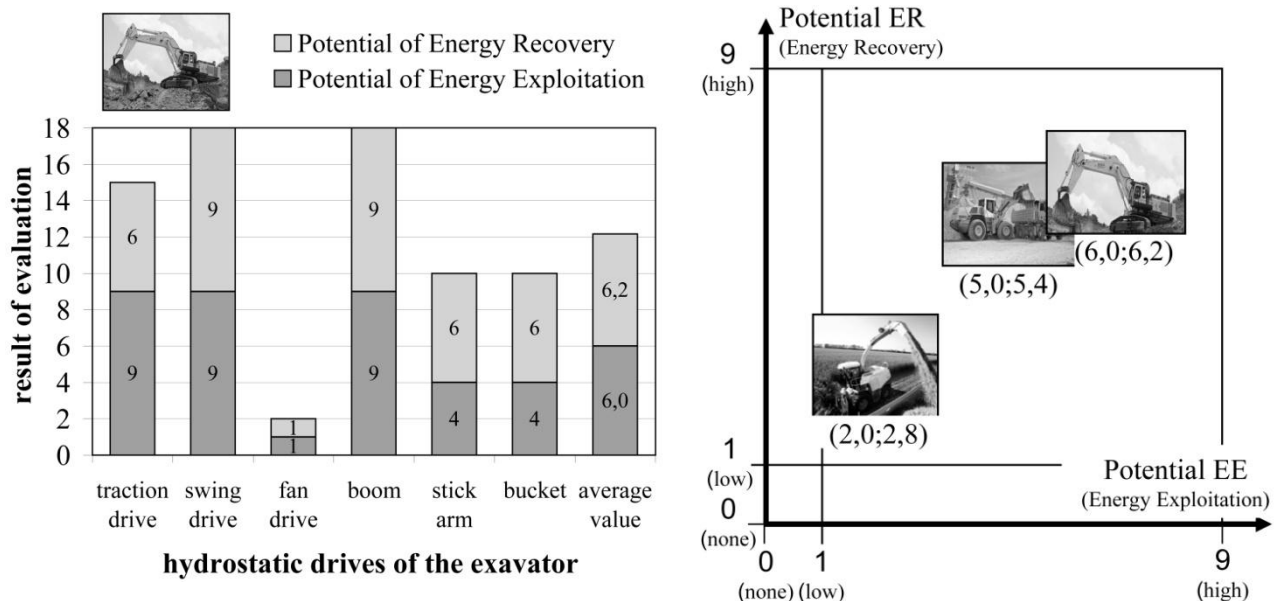 Potential of Energy Recovery
Potential of Energy Exploitation
result of evaluation
18
16
14
12
10
8
6
4
2
0
6
9
9
9
1
1
9
9
6
4
6
4
6,2
6,0
traction drive
swing drive
fan drive
boom
stick arm
bucket
average value
hydrostatic drives of the exavator
Potential ER
(Energy Recovery)
9
(high)
(6,0;6,2)
(5,0;5,4)
(2,0;2,8)
1
(low)
0
(none)
Potential EE
(Energy Exploitation)
0
(none)
1
(low)
9
(high)